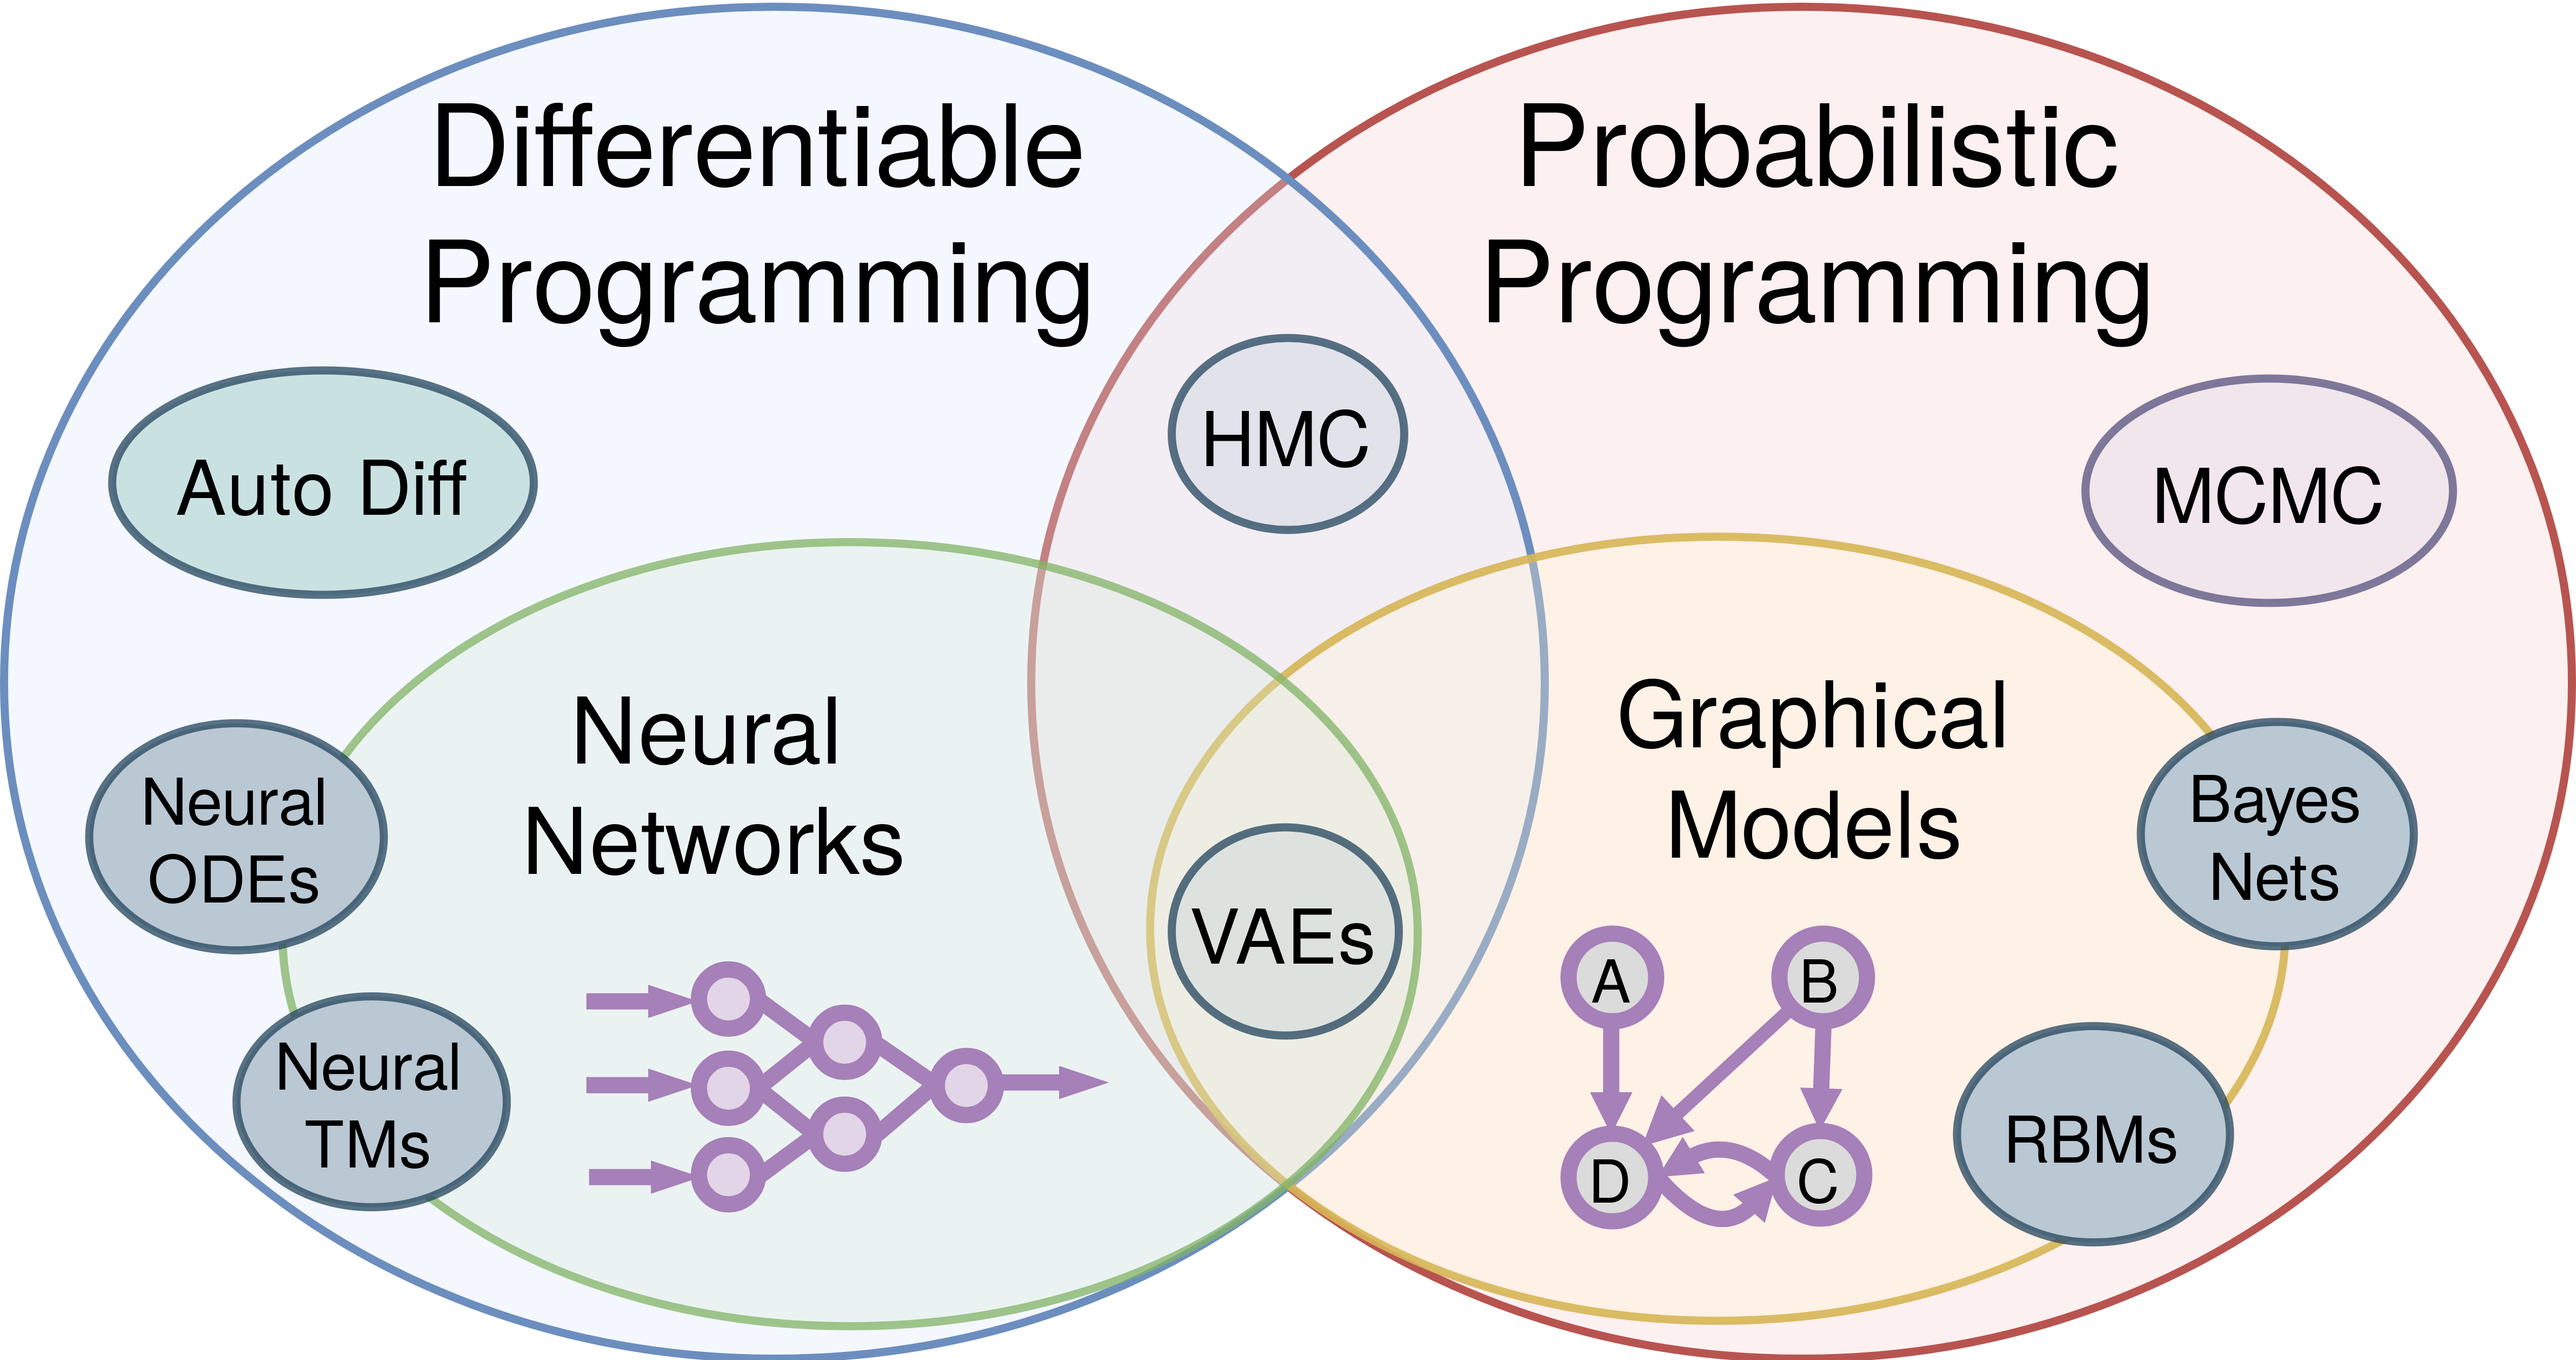 Differentiable
Programming
Probabilistic
Programming
HMC
Auto Diff
MCMC
Neural
Networks
Graphical
Models
Neural
ODEs
Bayes
Nets
VAEs
A
B
Neural
TMs
RBMs
D
C